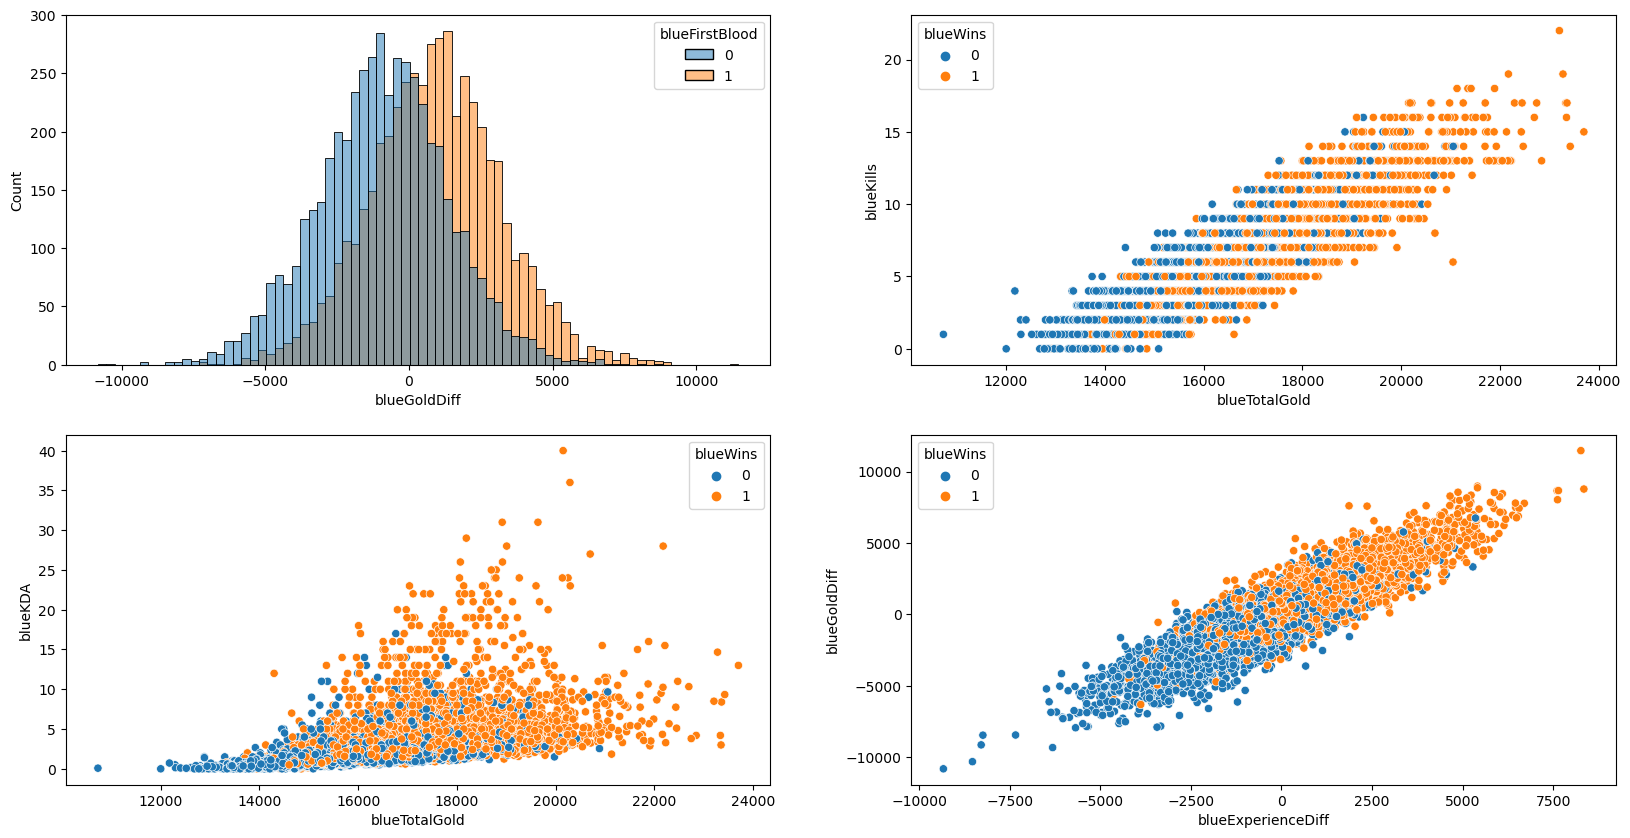 300
250
200
150
100
50
0
Count
−10000 −5000 0 5000 10000
blueGoldDiff
blueFirstBlood
0
1
20
15
10
5
0
blueKills
12000 14000 16000 18000 20000 22000 24000
blueTotalGold
blueWins
0
1
40
35
30
25
20
15
10
5
0
blueKDA
12000 14000 16000 18000 20000 22000 24000
blueTotalGold
blueWins
0
1
10000
5000
0
−5000
−10000
blueGoldDiff
−10000 −7500 −5000 −2500 0 2500 5000 7500
blueExperienceDiff
blueWins
0
1